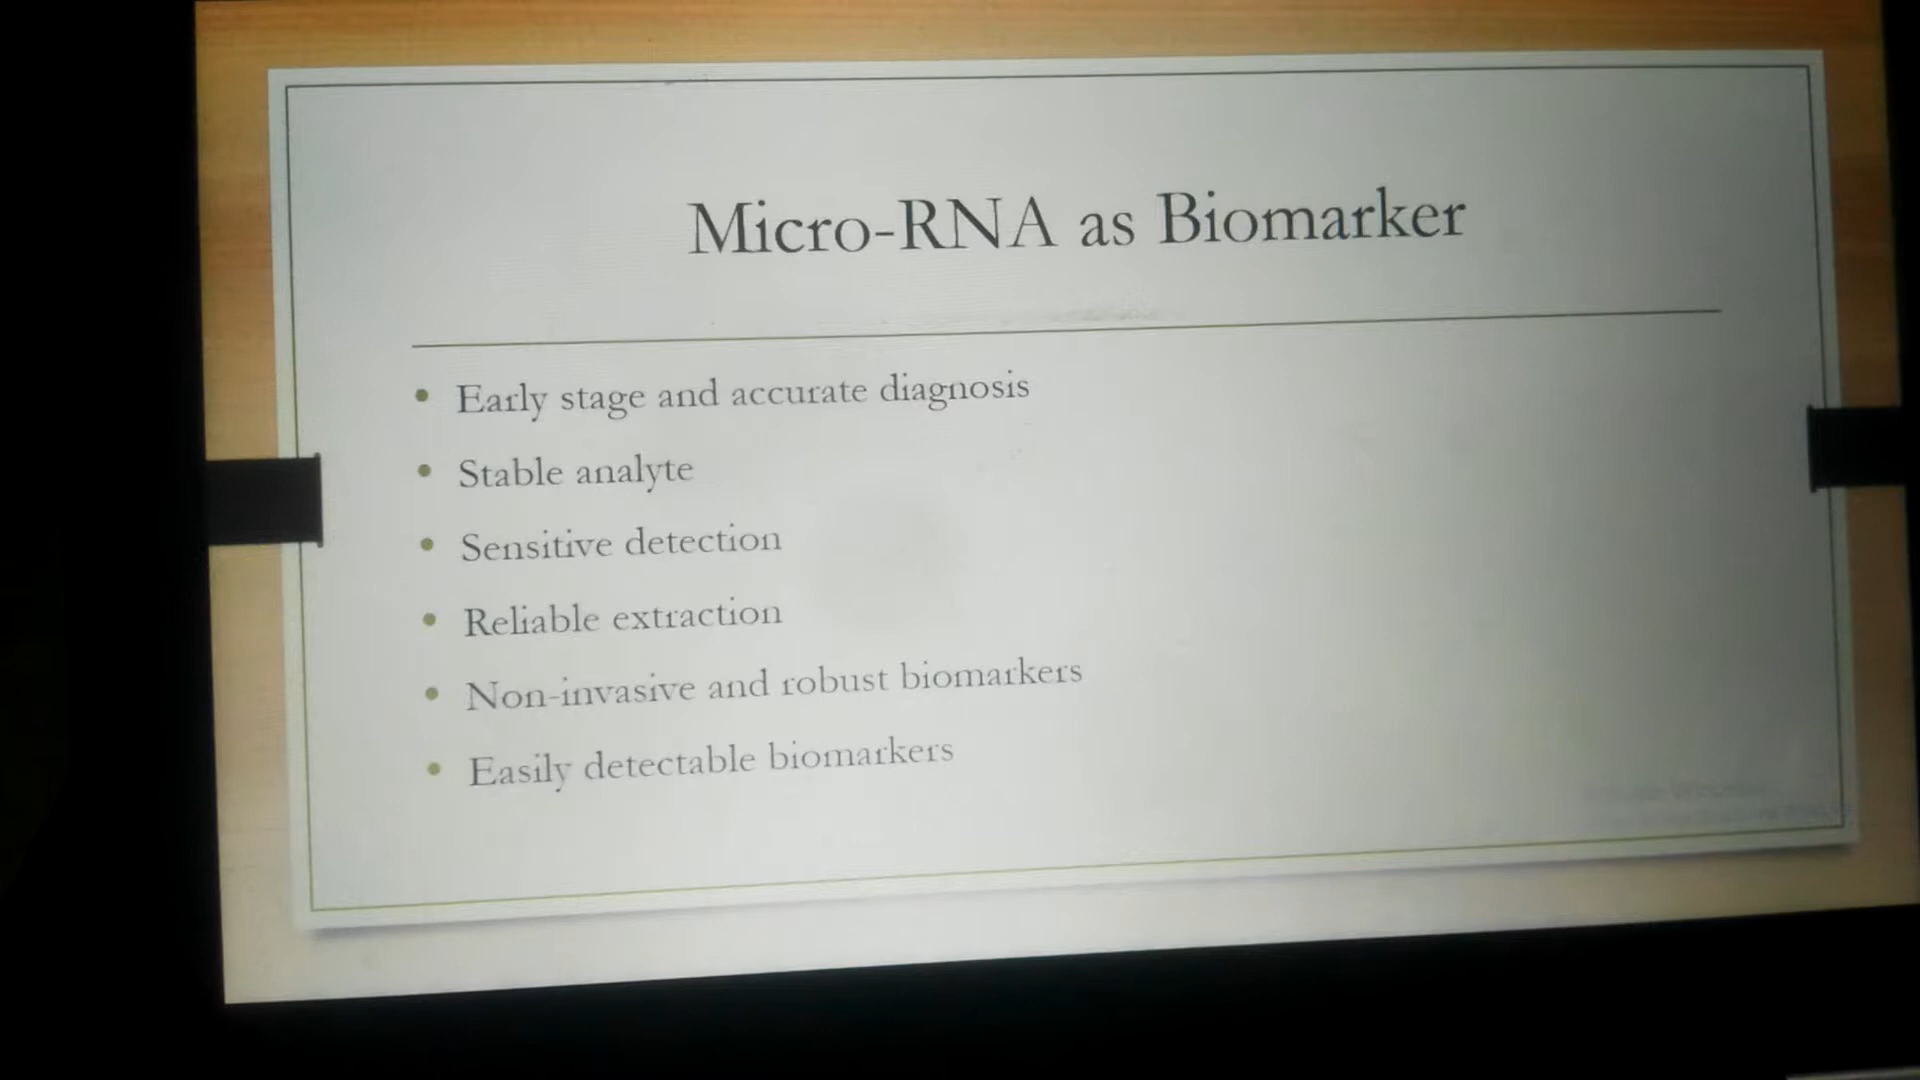 Micro-RNA as Biomarker
Early stage and accurate diagnosis
Stable analyte
Sensitive detection
Reliable extraction
Non-invasive and robust biomarkers
Easily detectable biomarkers